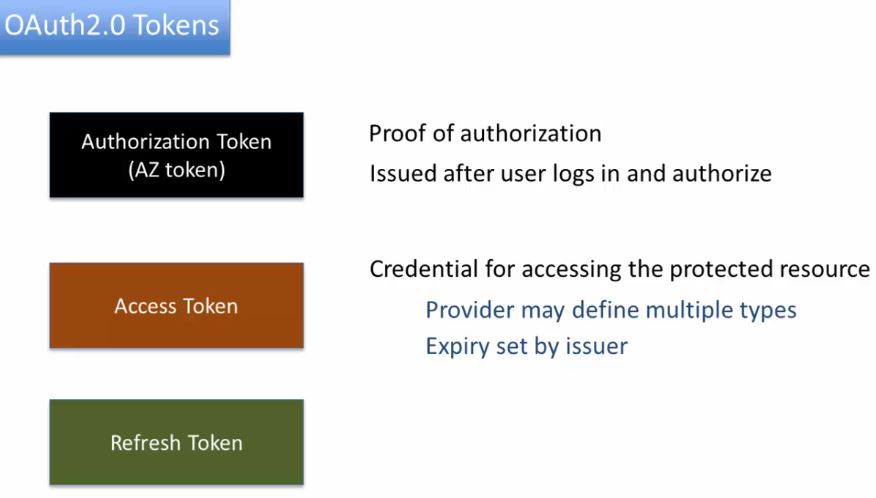 OAuth2.0 Tokens
Authorization Token
(AZ token)
Proof of authorization
Issued after user logs in and authorize
Access Token
Credential for accessing the protected resource
Provider may define multiple types
Expiry set by issuer
Refresh Token